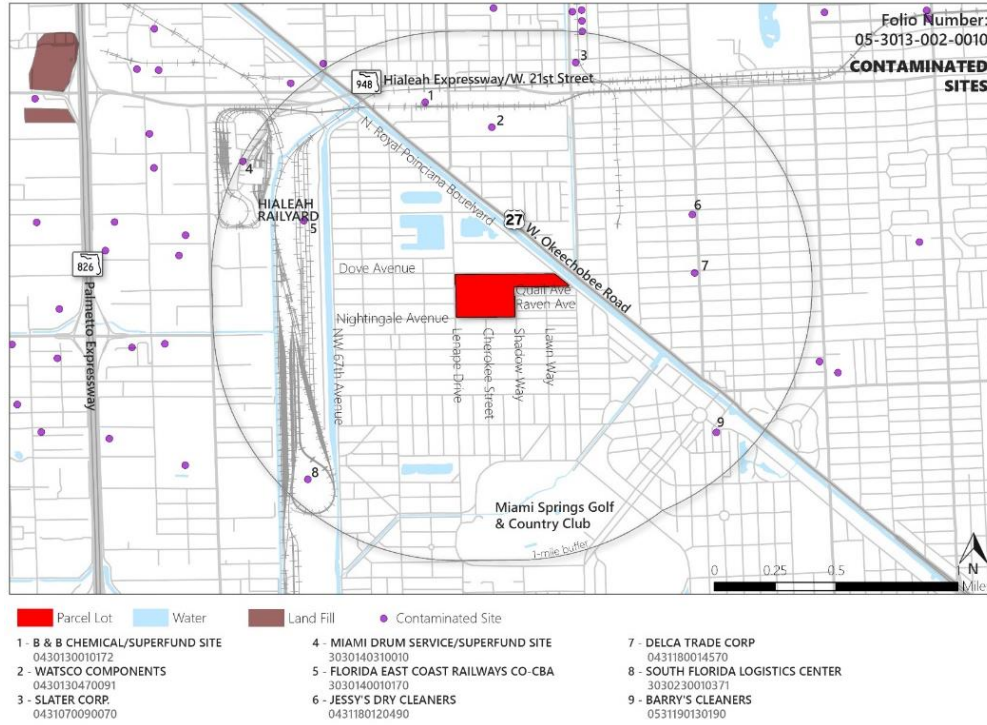 Folio Number:
05-3013-002-0010
CONTAMINATED
SITES
3
948
Hialeah Expressway/W. 21st Street
1
2
N. Royal Poinciana Bouelvard
4
HIALEAH
RAILYARD
5
6
27
W. Okeechobee Road
826
Palmetto Expressway
Dove Avenue
7
Quail Ave
Raven Ave
Nightingale Avenue
NW 67th Avenue
Lenape Drive
Cherokee Street
Shadow Way
Lawn Way
9
8
Miami Springs Golf
& Country Club
1-mile buffer
N
0 0.25 0.5
Mile
Parcel Lot Water Land Fill Contaminated Site
1 - B & B CHEMICAL/SUPERFUND SITE
0430130010172
2 - WATSCO COMPONENTS
0430130470091
3 - SLATER CORP.
0431070090070
4 - MIAMI DRUM SERVICE/SUPERFUND SITE
3030140310010
5 - FLORIDA EAST COAST RAILWAYS CO-CBA
3030140010170
6 - JESSY'S DRY CLEANERS
0431180120490
7 - DELCA TRADE CORP
0431180014570
8 - SOUTH FLORIDA LOGISTICS CENTER
3030230010371
9 - BARRY'S CLEANERS
0531190130190